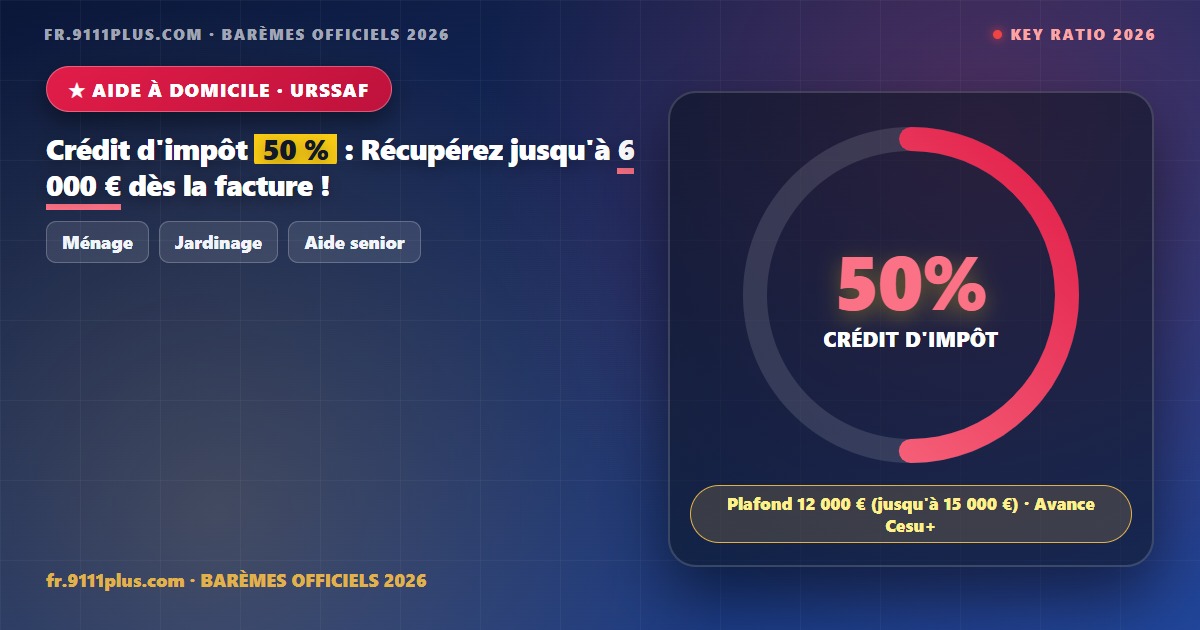 FR.9111PLUS.COM · BARÈMES OFFICIELS 2026
KEY RATIO 2026
★ AIDE À DOMICILE · URSSAF
Crédit d'impôt 50 % : Récupérez jusqu'à 6
000 € dès la facture !
Ménage
Jardinage
Aide senior
50%
CRÉDIT D'IMPÔT
Plafond 12 000 € (jusqu'à 15 000 €) · Avance
Cesu+
fr.9111plus.com · BARÈMES OFFICIELS 2026